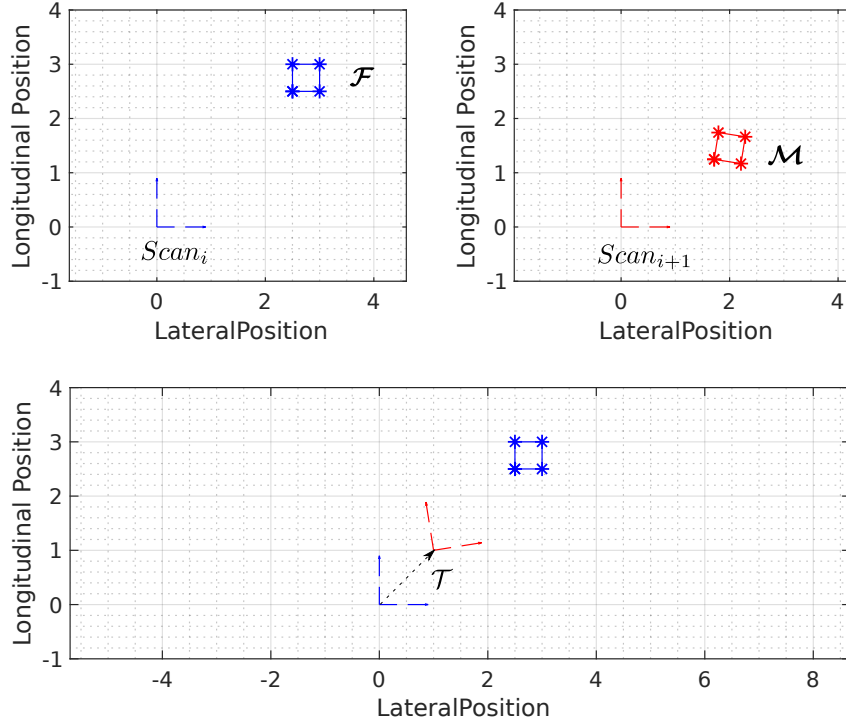 4
3
2
1
0
-1
Longitudinal Position
ℱ
Scan_i
0
2
4
LateralPosition
4
3
2
1
0
-1
Longitudinal Position
ℳ
Scan_{i+1}
0
2
4
LateralPosition
4
3
2
1
0
-1
Longitudinal Position
𝒯
-4
-2
0
2
4
6
8
LateralPosition